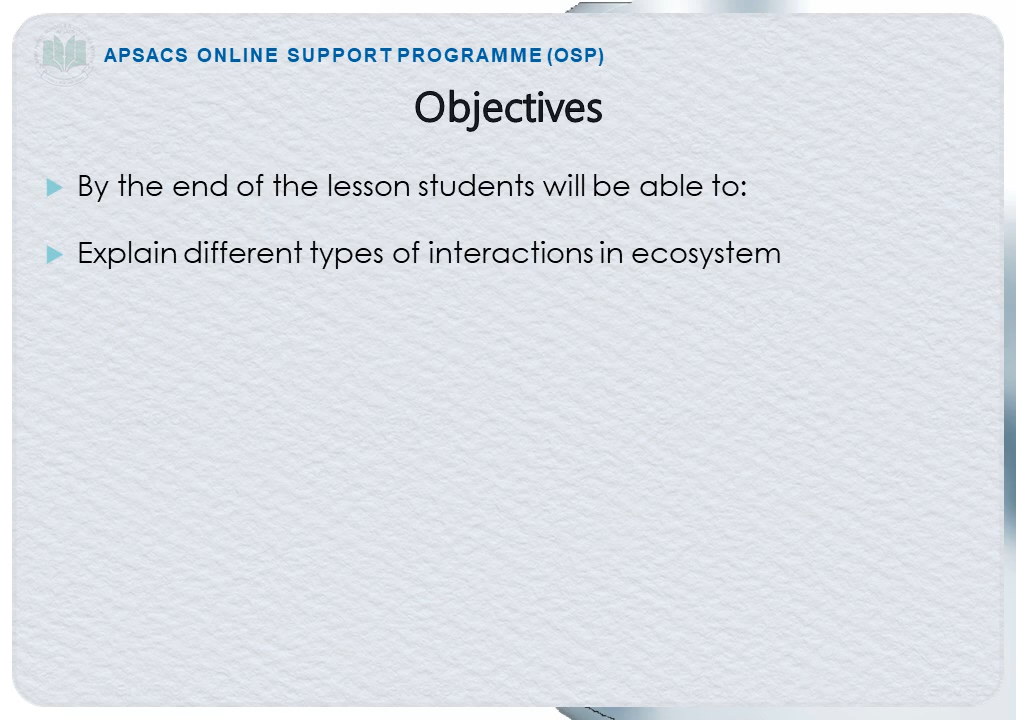 APSACS ONLINE SUPPORT PROGRAMME (OSP)
Objectives
By the end of the lesson students will be able to:
Explain different types of interactions in ecosystem